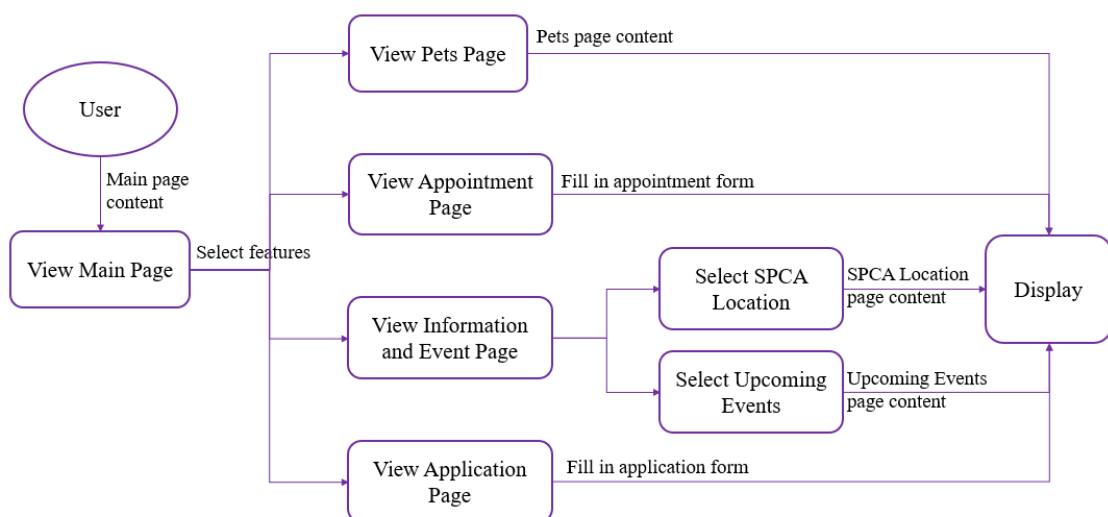 View Pets Page
Pets page content
User
Main page
content
View Main Page
Select features
View Appointment
Page
Fill in appointment form
View Information
and Event Page
Select SPCA
Location
SPCA Location
page content
Select Upcoming
Events
Upcoming Events
page content
Display
View Application
Page
Fill in application form